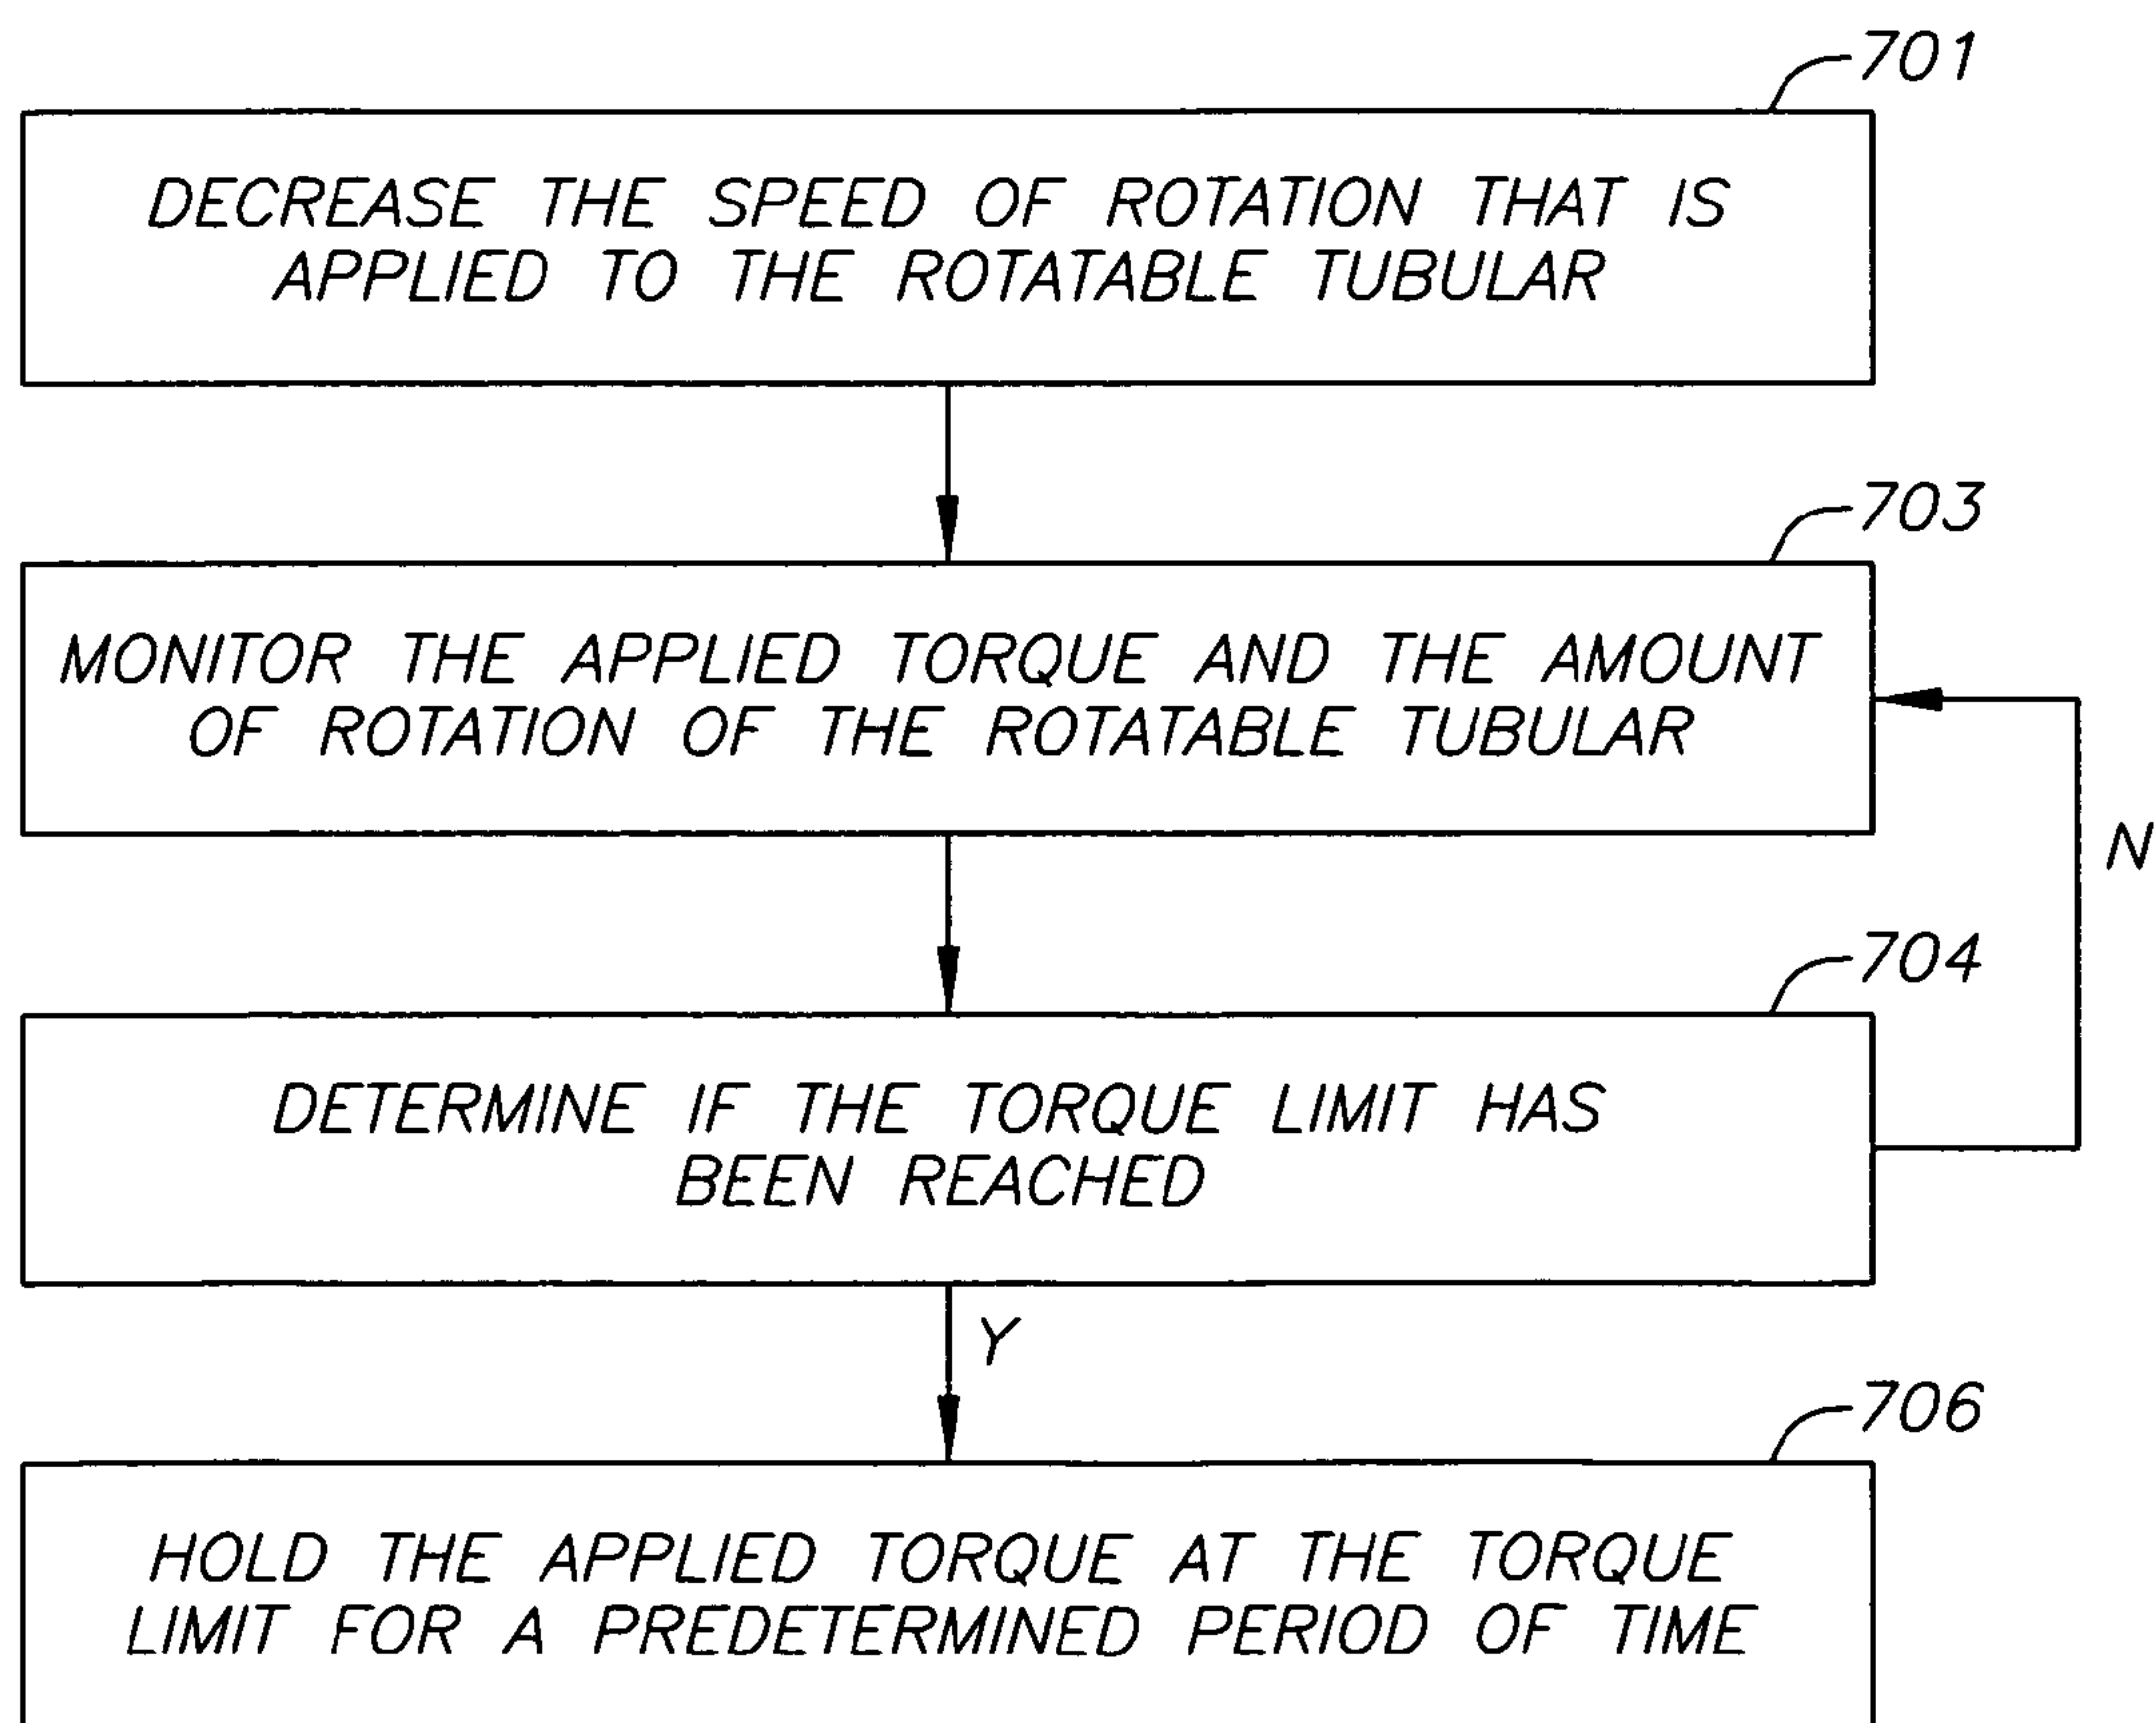 701
DECREASE THE SPEED OF ROTATION THAT IS
APPLIED TO THE ROTATABLE TUBULAR
703
MONITOR THE APPLIED TORQUE AND THE AMOUNT
OF ROTATION OF THE ROTATABLE TUBULAR
N
704
DETERMINE IF THE TORQUE LIMIT HAS
BEEN REACHED
Y
706
HOLD THE APPLIED TORQUE AT THE TORQUE
LIMIT FOR A PREDETERMINED PERIOD OF TIME